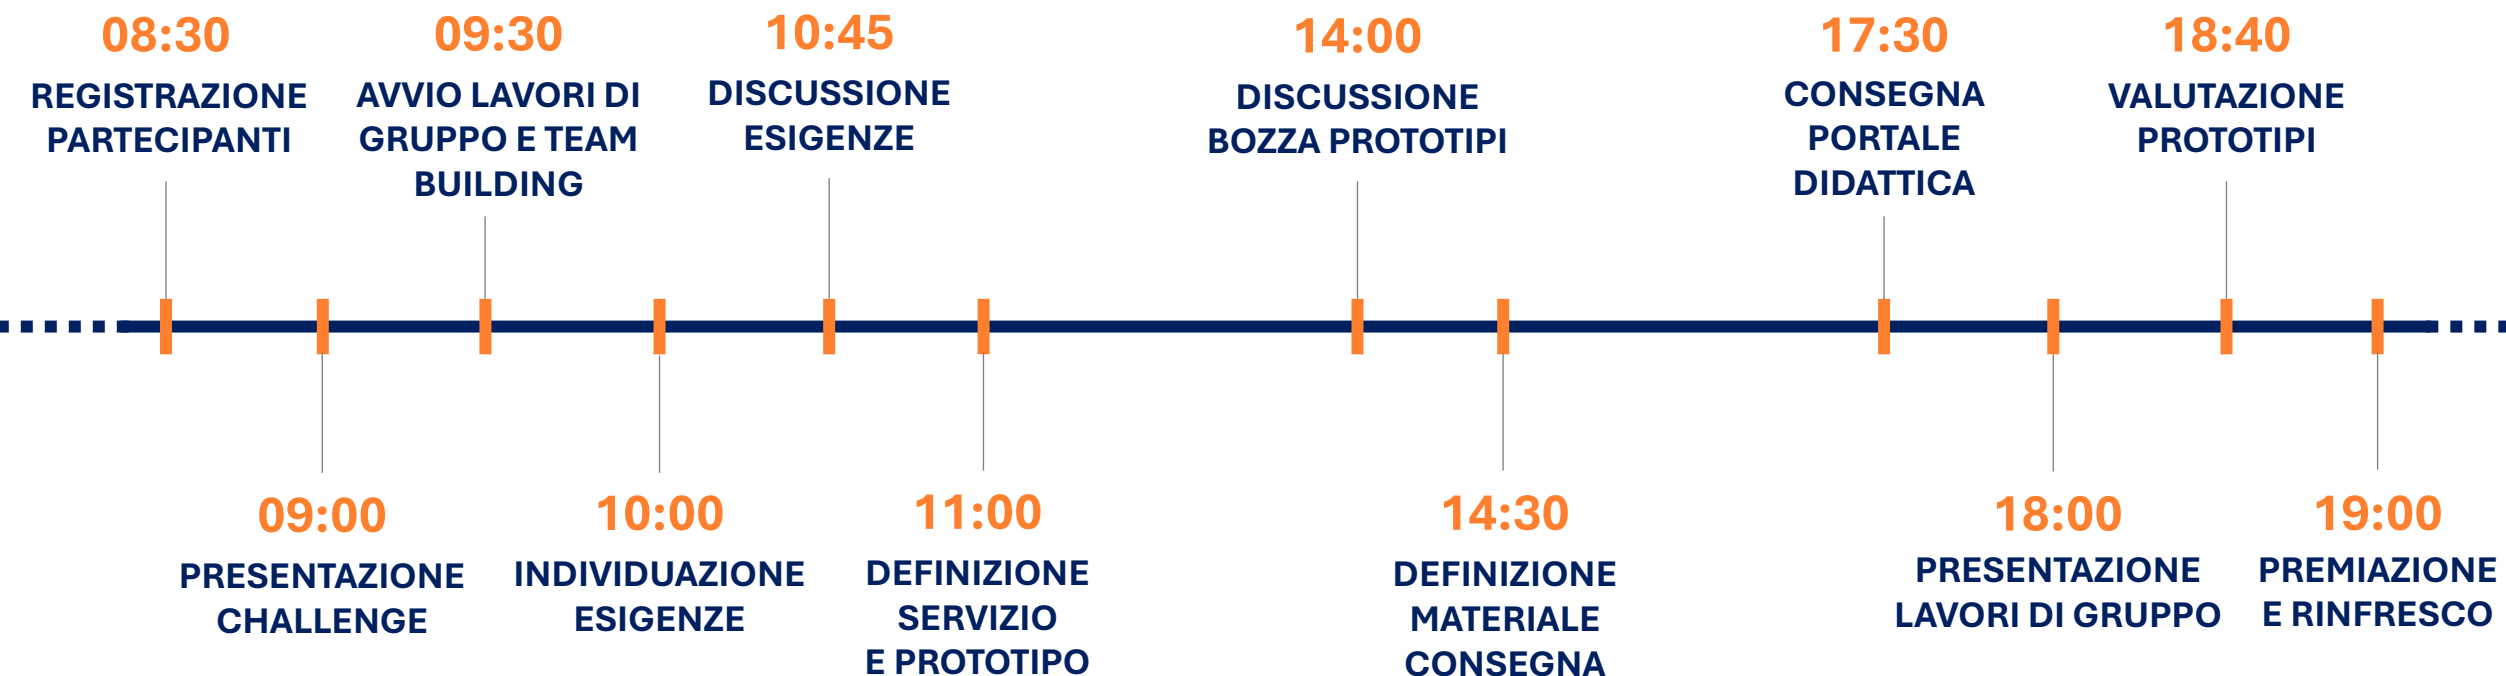 08:30
REGISTRAZIONE
PARTECIPANTI
09:00
PRESENTAZIONE
CHALLENGE
09:30
AVVIO LAVORI DI
GRUPPO E TEAM
BUILDING
10:00
INDIVIDUAZIONE
ESIGENZE
10:45
DISCUSSIONE
ESIGENZE
11:00
DEFINIZIONE
SERVIZIO
E PROTOTIPO
14:00
DISCUSSIONE
BOZZA PROTOTIPI
14:30
DEFINIZIONE
MATERIALE
CONSEGNA
17:30
CONSEGNA
PORTALE
DIDATTICA
18:00
PRESENTAZIONE
LAVORI DI GRUPPO
18:40
VALUTAZIONE
PROTOTIPI
19:00
PREMIAZIONE
E RINFRESCO